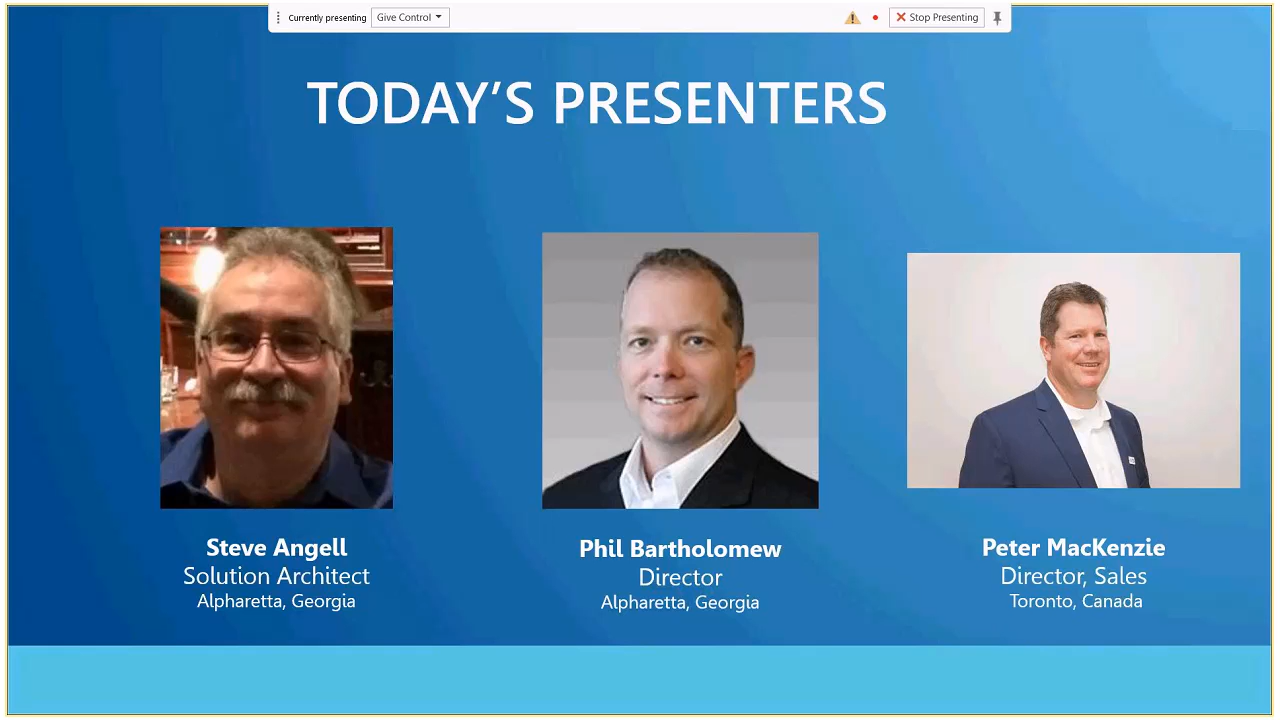 Currently presenting Give Control Stop Presenting
TODAY’S PRESENTERS
Steve Angell
Solution Architect
Alpharetta, Georgia
Phil Bartholomew
Director
Alpharetta, Georgia
Peter MacKenzie
Director, Sales
Toronto, Canada